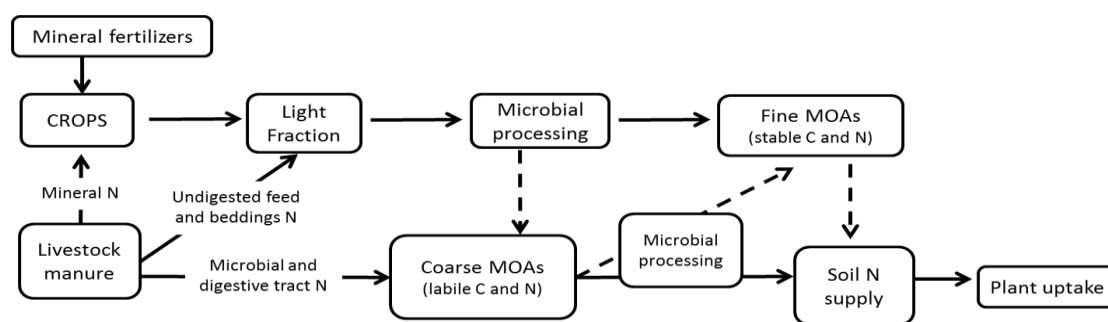 Mineral fertilizers
CROPS
Light
Fraction
Microbial
processing
Fine MOAs
(stable C and N)
Mineral N
Undigested feed
and beddings N
Livestock
manure
Microbial and
digestive tract N
Coarse MOAs
(labile C and N)
Microbial
processing
Soil N
supply
Plant uptake